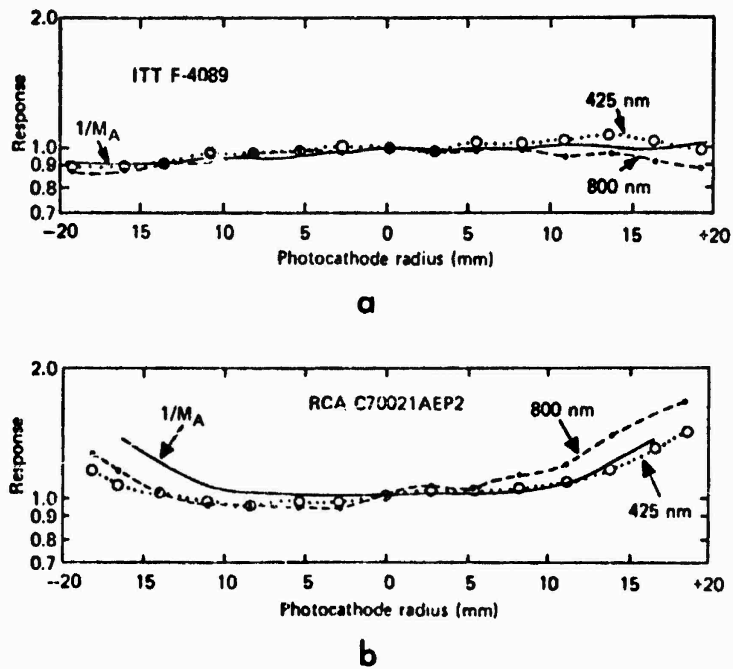 2.0
ITT F-4089
425 nm
1/MA
Response
1.0
0.9
0.8
0.7
800 nm
-20 15 10 5 0 5 10 15 +20
Photocathode radius (mm)
a
2.0
1/MA
RCA C70021AEP2
800 nm
Response
1.0
0.9
0.8
0.7
425 nm
--20 15 10 5 0 5 10 15 +20
Photocathode radius (mm)
b